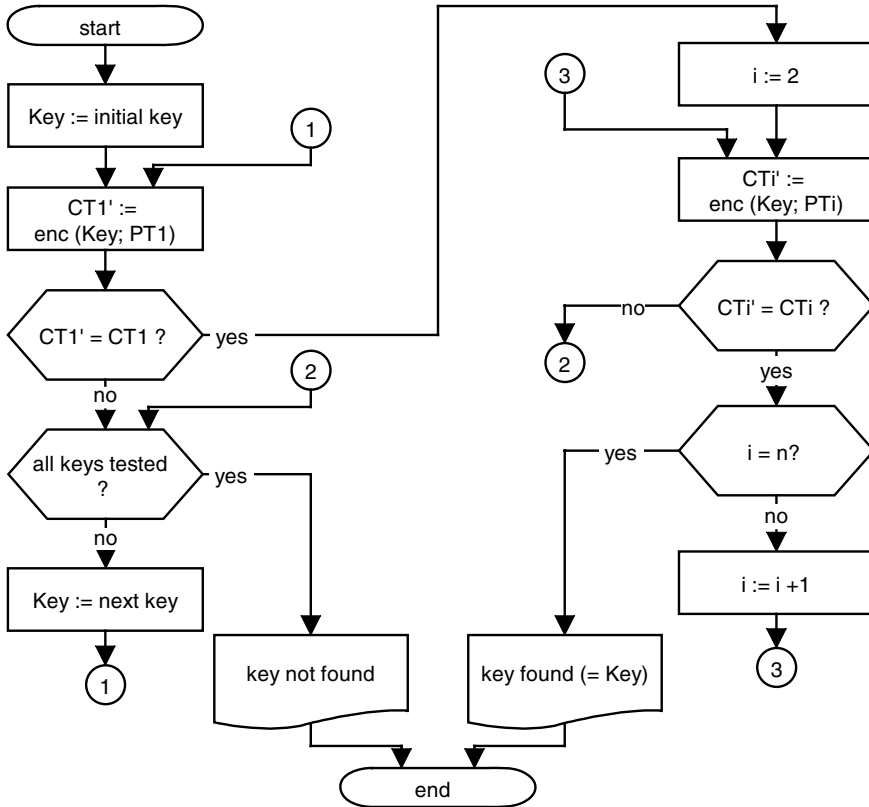 start
Key := initial key
1
CT1' :=
enc (Key; PT1)
CT1' = CT1 ?
yes
no
2
all keys tested
?
yes
no
Key := next key
1
key not found
3
i := 2
CTi' :=
enc (Key; PTi)
CTi' = CTi ?
no
2
yes
i = n?
yes
no
i := i +1
3
key found (= Key)
end